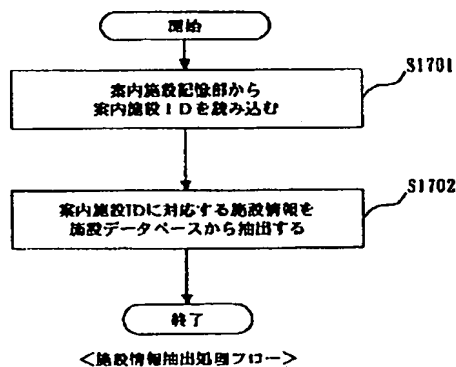 開始
S1701
案内施設記憶部から
案内施設IDを読み込む
S1702
案内施設IDに対応する施設情報を
施設データベースから抽出する
終了
＜施設情報抽出処理フロー＞